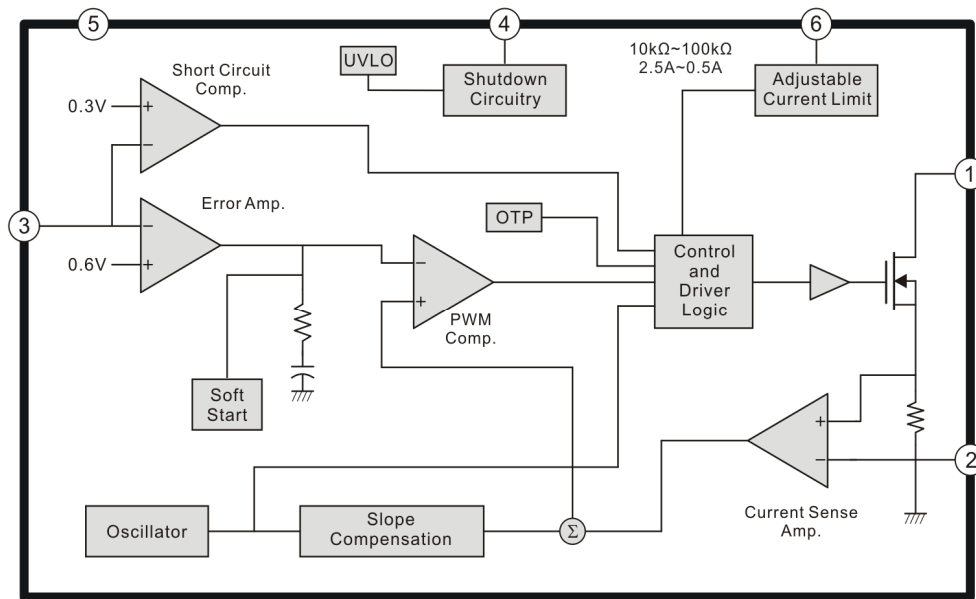 5
4
6
UVLO
Shutdown
Circuitry
10kΩ~100kΩ
2.5A~0.5A
Adjustable
Current Limit
Short Circuit
Comp.
0.3V
+
−
1
3
Error Amp.
−
0.6V
+
OTP
Control
and
Driver
Logic
−
+
PWM
Comp.
Soft
Start
+
−
2
Current Sense
Amp.
Oscillator
Slope
Compensation
Σ